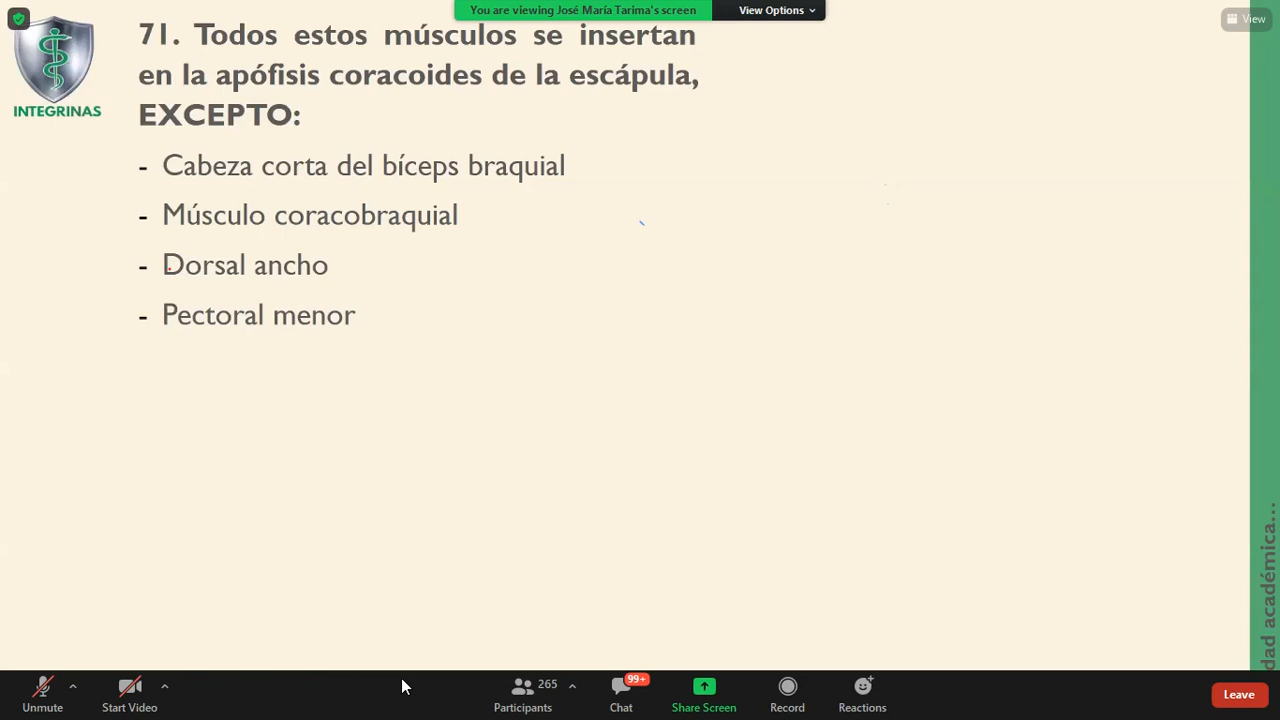 You are viewing José María Tarima's screen
View Options
View
INTEGRINAS
71. Todos estos músculos se insertan
en la apófisis coracoides de la escápula,
EXCEPTO:
- Cabeza corta del bíceps braquial
- Músculo coracobraquial
- Dorsal ancho
- Pectoral menor
dad académica...
Unmute
Start Video
265
Participants
99+
Chat
Share Screen
Record
Reactions
Leave